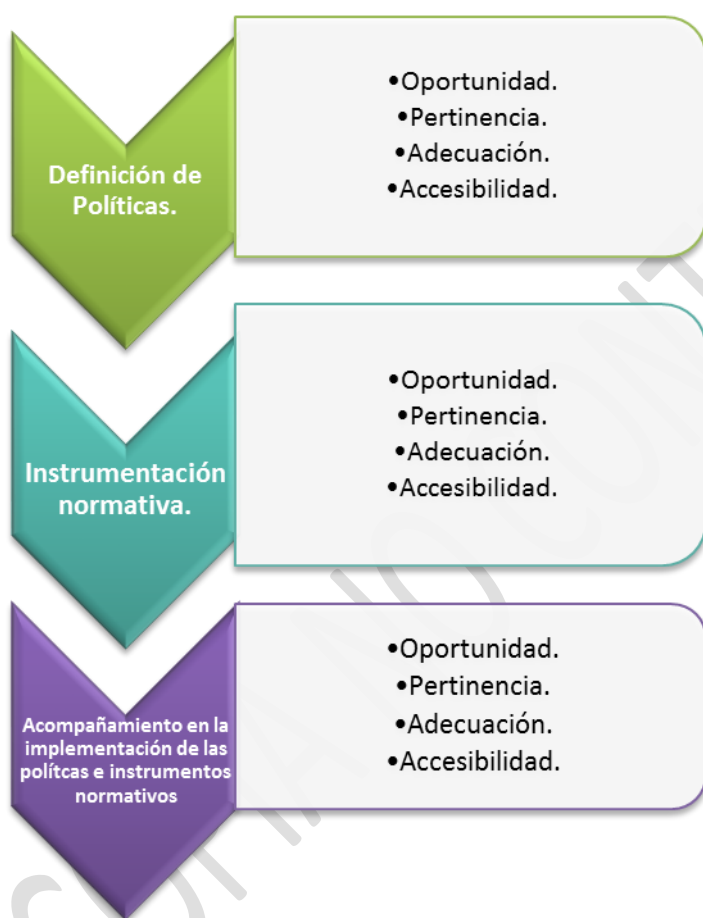 Definición de
Políticas.
•Oportunidad.
•Pertinencia.
•Adecuación.
•Accesibilidad.
Instrumentación
normativa.
•Oportunidad.
•Pertinencia.
•Adecuación.
•Accesibilidad.
Acompañamiento en la
implementación de las
polítcas e instrumentos
normativos
•Oportunidad.
•Pertinencia.
•Adecuación.
•Accesibilidad.